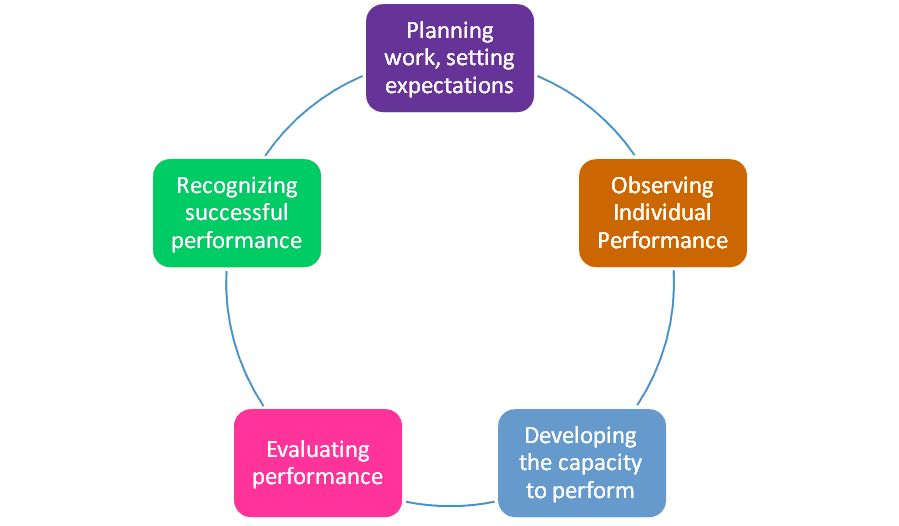 Planning
work, setting
expectations
Observing
Individual
Performance
Developing
the capacity
to perform
Evaluating
performance
Recognizing
successful
performance